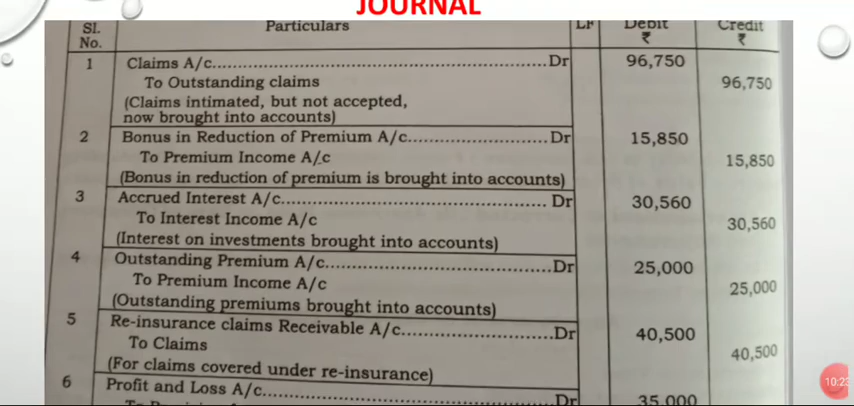 JOURNAL
Sl. No. Particulars LF Debit ₹ Credit ₹
1 Claims A/c Dr 96,750
To Outstanding claims 96,750
(Claims intimated, but not accepted,
now brought into accounts)
2 Bonus in Reduction of Premium A/c Dr 15,850
To Premium Income A/c 15,850
(Bonus in reduction of premium is brought into accounts)
3 Accrued Interest A/c Dr 30,560
To Interest Income A/c 30,560
(Interest on investments brought into accounts)
4 Outstanding Premium A/c Dr 25,000
To Premium Income A/c 25,000
(Outstanding premiums brought into accounts)
5 Re-insurance claims Receivable A/c Dr 40,500
To Claims 40,500
(For claims covered under re-insurance)
6 Profit and Loss A/c Dr 35,000